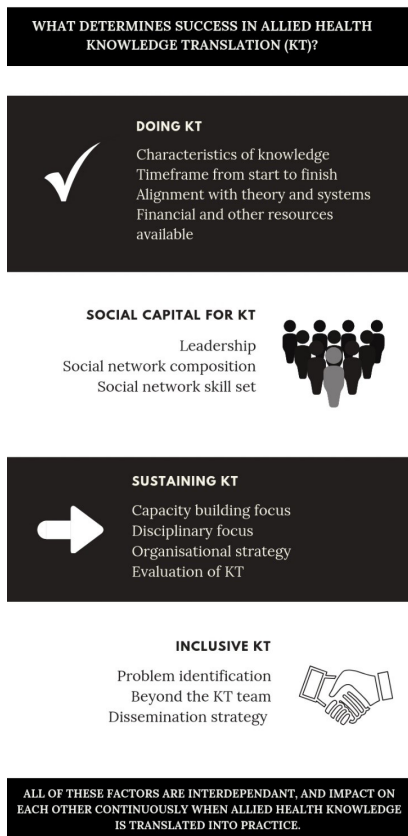 WHAT DETERMINES SUCCESS IN ALLIED HEALTH
KNOWLEDGE TRANSLATION (KT)?
DOING KT
Characteristics of knowledge
Timeframe from start to finish
Alignment with theory and systems
Financial and other resources
available
SOCIAL CAPITAL FOR KT
Leadership
Social network composition
Social network skill set
SUSTAINING KT
Capacity building focus
Disciplinary focus
Organisational strategy
Evaluation of KT
INCLUSIVE KT
Problem identification
Beyond the KT team
Dissemination strategy
ALL OF THESE FACTORS ARE INTERDEPENDANT, AND IMPACT ON
EACH OTHER CONTINUOUSLY WHEN ALLIED HEALTH KNOWLEDGE
IS TRANSLATED INTO PRACTICE.